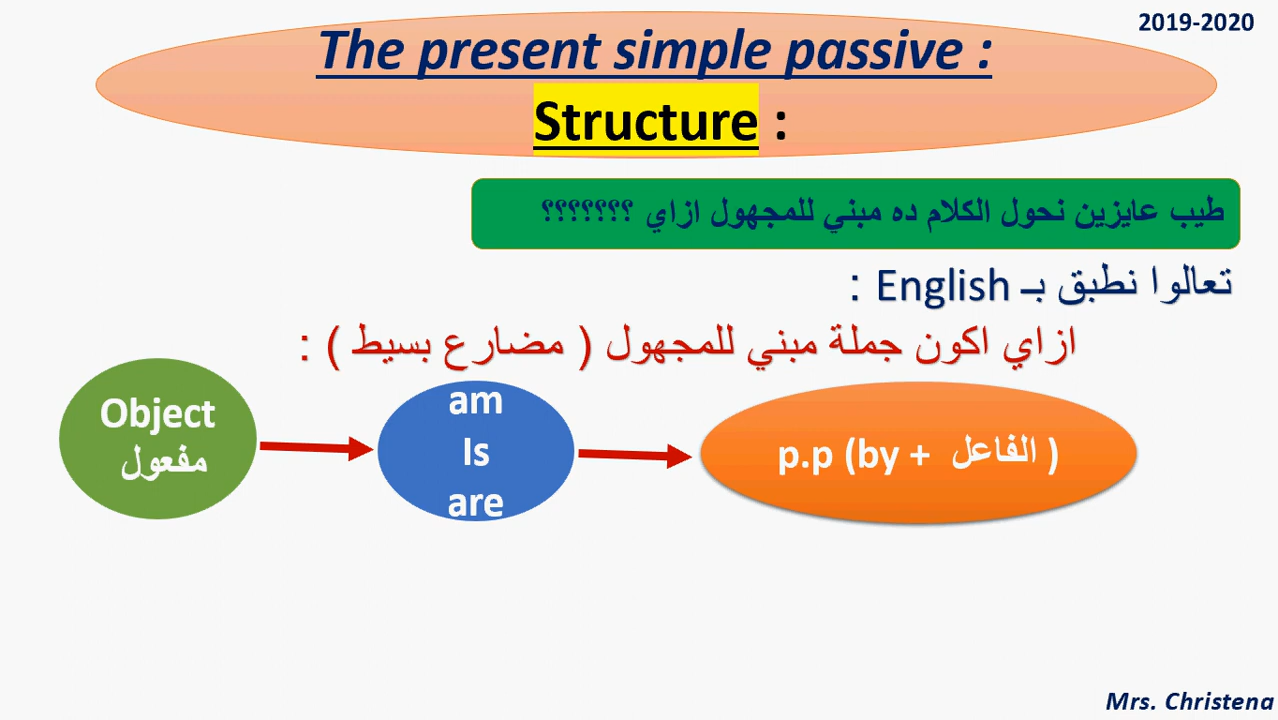 2019-2020
The present simple passive :
Structure :
طيب عايزين نحول الكلام ده مبني للمجهول ازاي ؟؟؟؟؟؟؟
تعالوا نطبق بـ English :
ازاي اكون جملة مبني للمجهول ( مضارع بسيط ) :
Object
مفعول
am
Is
are
p.p (by + الفاعل )
Mrs. Christena